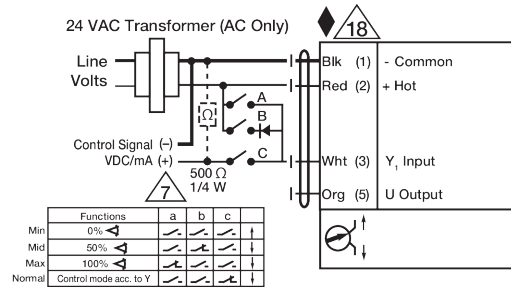 24 VAC Transformer (AC Only)
18
Line
Volts
Blk (1) - Common
Red (2) + Hot
A
Ω
B
Control Signal (–)
VDC/mA (+)
C
Wht (3) Y1 Input
500 Ω
1/4 W
7
Org (5) U Output
Functions a b c
Min 0%
Mid 50%
Max 100%
Normal Control mode acc. to Y